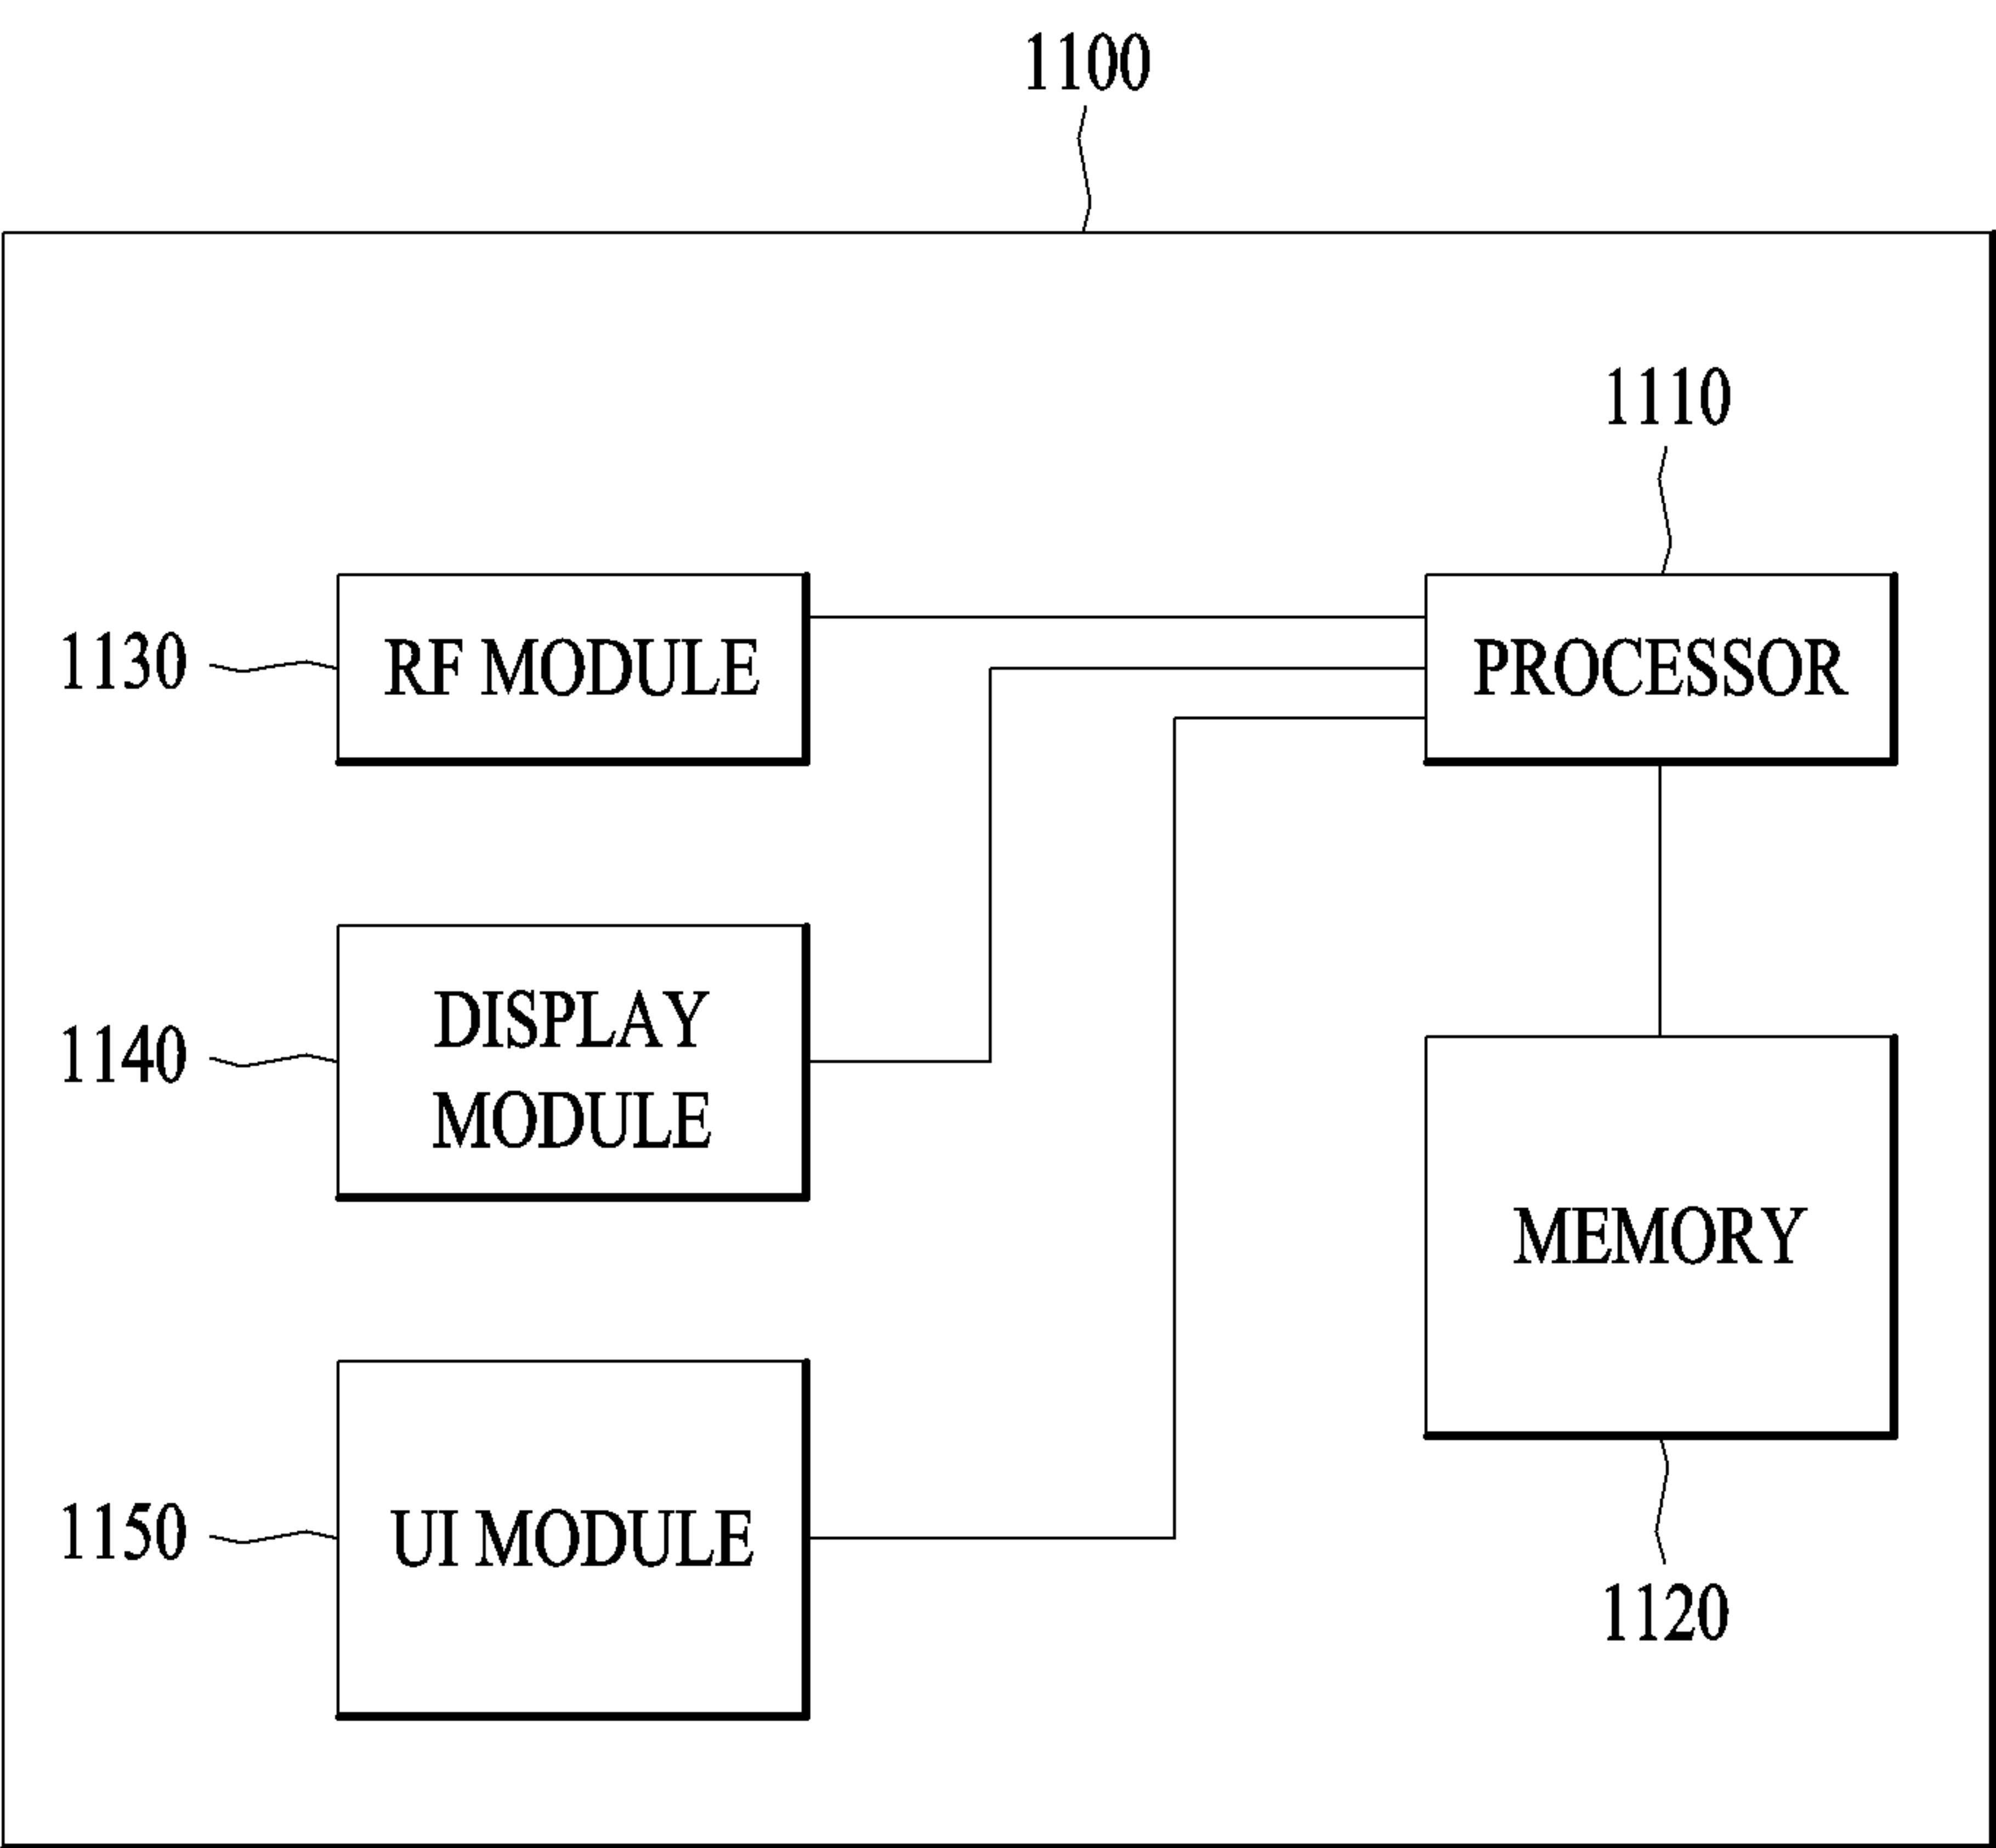 1100
1110
1130
RF MODULE
PROCESSOR
1140
DISPLAY
MODULE
MEMORY
1150
UI MODULE
1120